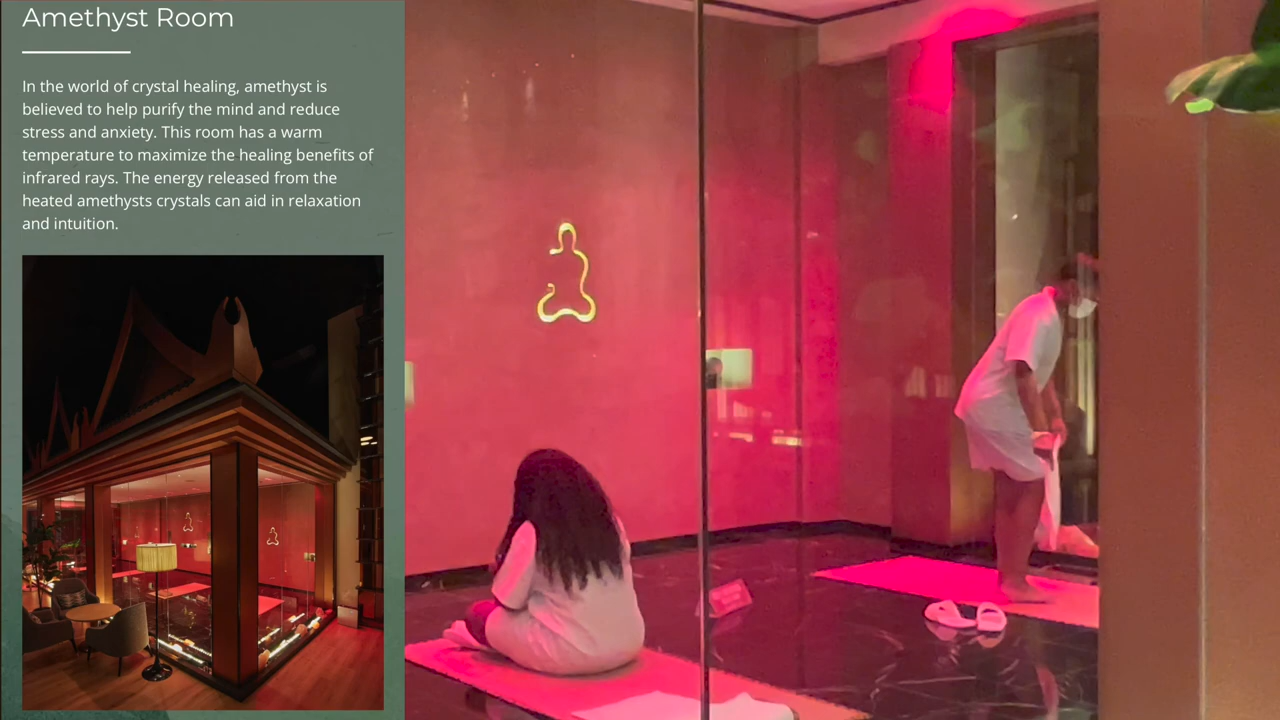 Amethyst Room
In the world of crystal healing, amethyst is
believed to help purify the mind and reduce
stress and anxiety. This room has a warm
temperature to maximize the healing benefits of
infrared rays. The energy released from the
heated amethysts crystals can aid in relaxation
and intuition.